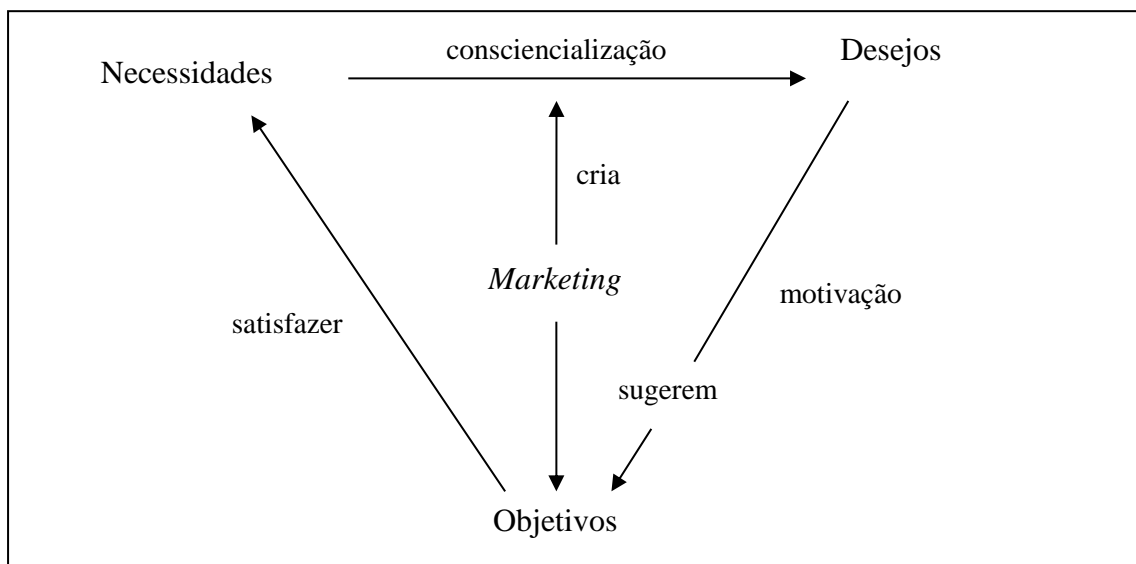 consciencialização
Desejos
Necessidades
cria
Marketing
motivação
satisfazer
sugerem
Objetivos